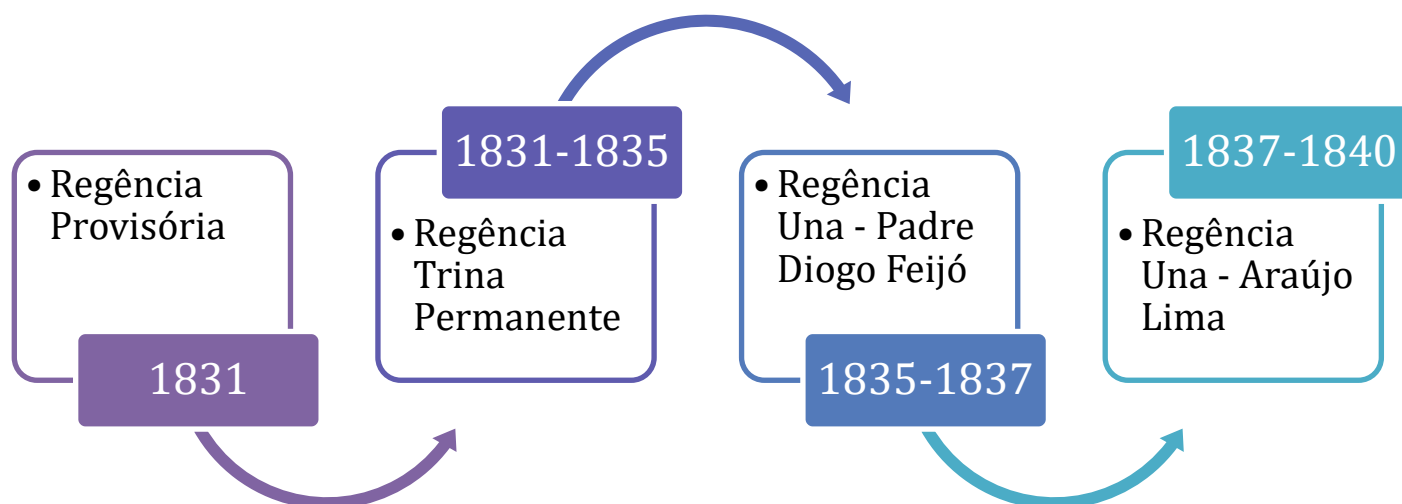 • Regência
Provisória
1831
1831-1835
• Regência
Trina
Permanente
• Regência
Una - Padre
Diogo Feijó
1835-1837
1837-1840
• Regência
Una - Araújo
Lima